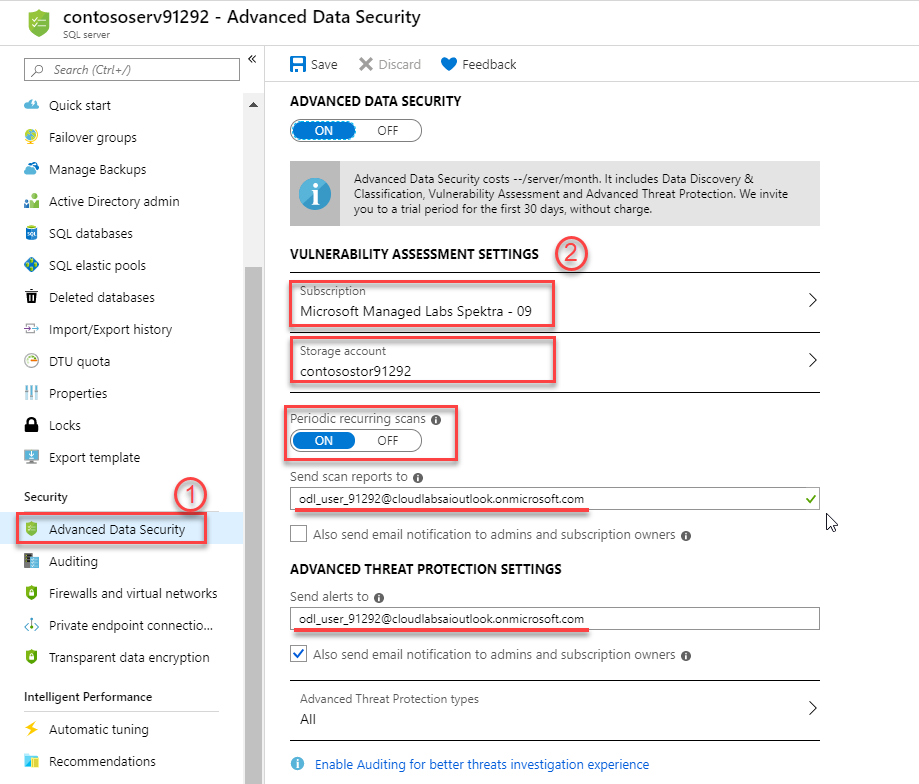 contososerv91292 - Advanced Data Security
SQL server
Search (Ctrl+/)
«
Quick start
Failover groups
Manage Backups
Active Directory admin
SQL databases
SQL elastic pools
Deleted databases
Import/Export history
DTU quota
Properties
Locks
Export template
Security
1
Advanced Data Security
Auditing
Firewalls and virtual networks
Private endpoint connectio...
Transparent data encryption
Intelligent Performance
Automatic tuning
Recommendations
Save
Discard
Feedback
ADVANCED DATA SECURITY
ON OFF
Advanced Data Security costs --/server/month. It includes Data Discovery &
Classification, Vulnerability Assessment and Advanced Threat Protection. We invite
you to a trial period for the first 30 days, without charge.
VULNERABILITY ASSESSMENT SETTINGS 2
Subscription
Microsoft Managed Labs Spektra - 09
Storage account
contosostor91292
Periodic recurring scans
ON OFF
Send scan reports to
odl_user_91292@cloudlabsaioutlook.onmicrosoft.com
Also send email notification to admins and subscription owners
ADVANCED THREAT PROTECTION SETTINGS
Send alerts to
odl_user_91292@cloudlabsaioutlook.onmicrosoft.com
Also send email notification to admins and subscription owners
Advanced Threat Protection types
All
Enable Auditing for better threats investigation experience